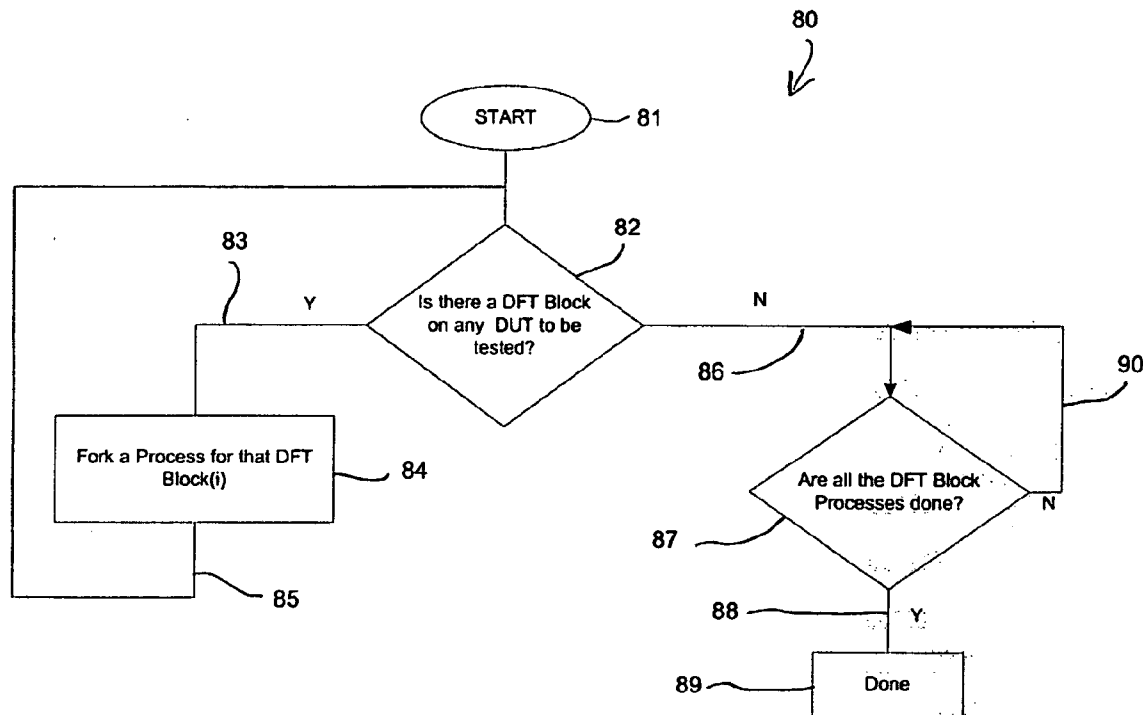 80
START
81
82
83
Y
Is there a DFT Block
on any DUT to be
tested?
N
86
90
Fork a Process for that DFT
Block(i)
84
Are all the DFT Block
Processes done?
N
87
85
88
Y
89
Done